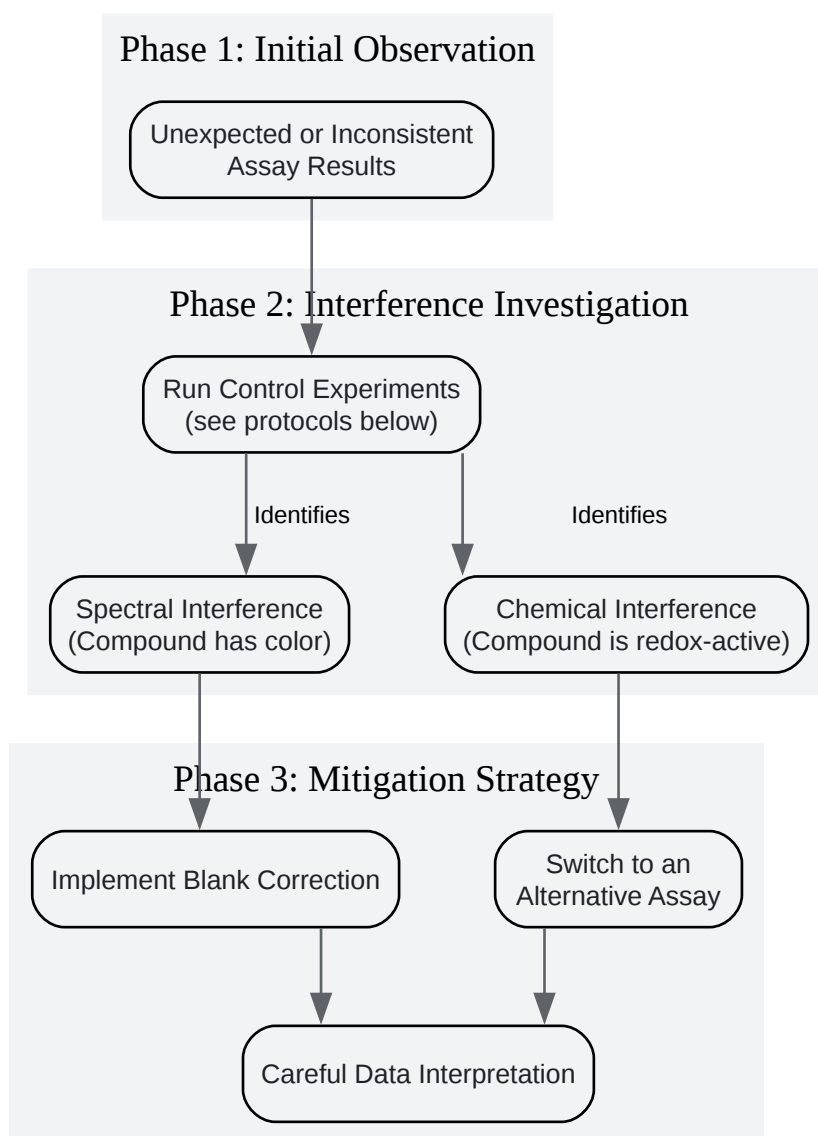 Phase 1: Initial Observation
Unexpected or Inconsistent
Assay Results
Phase 2: Interference Investigation
Run Control Experiments
(see protocols below)
Identifies
Identifies
Spectral Interference
(Compound has color)
Chemical Interference
(Compound is redox-active)
Phase 3: Mitigation Strategy
Implement Blank Correction
Switch to an
Alternative Assay
Careful Data Interpretation